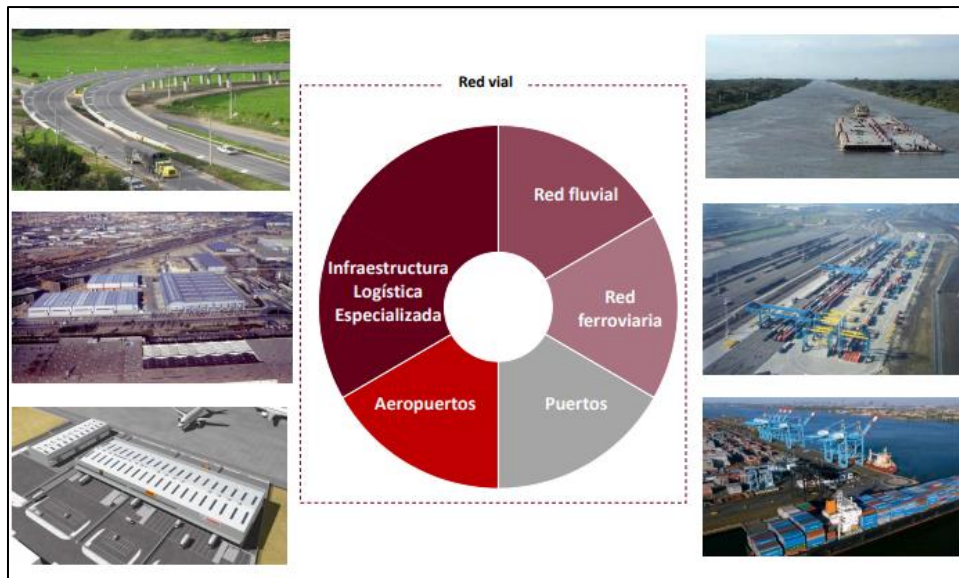 Red vial
Red fluvial
Infraestructura
Logística
Especializada
Red
ferroviaria
Aeropuertos
Puertos